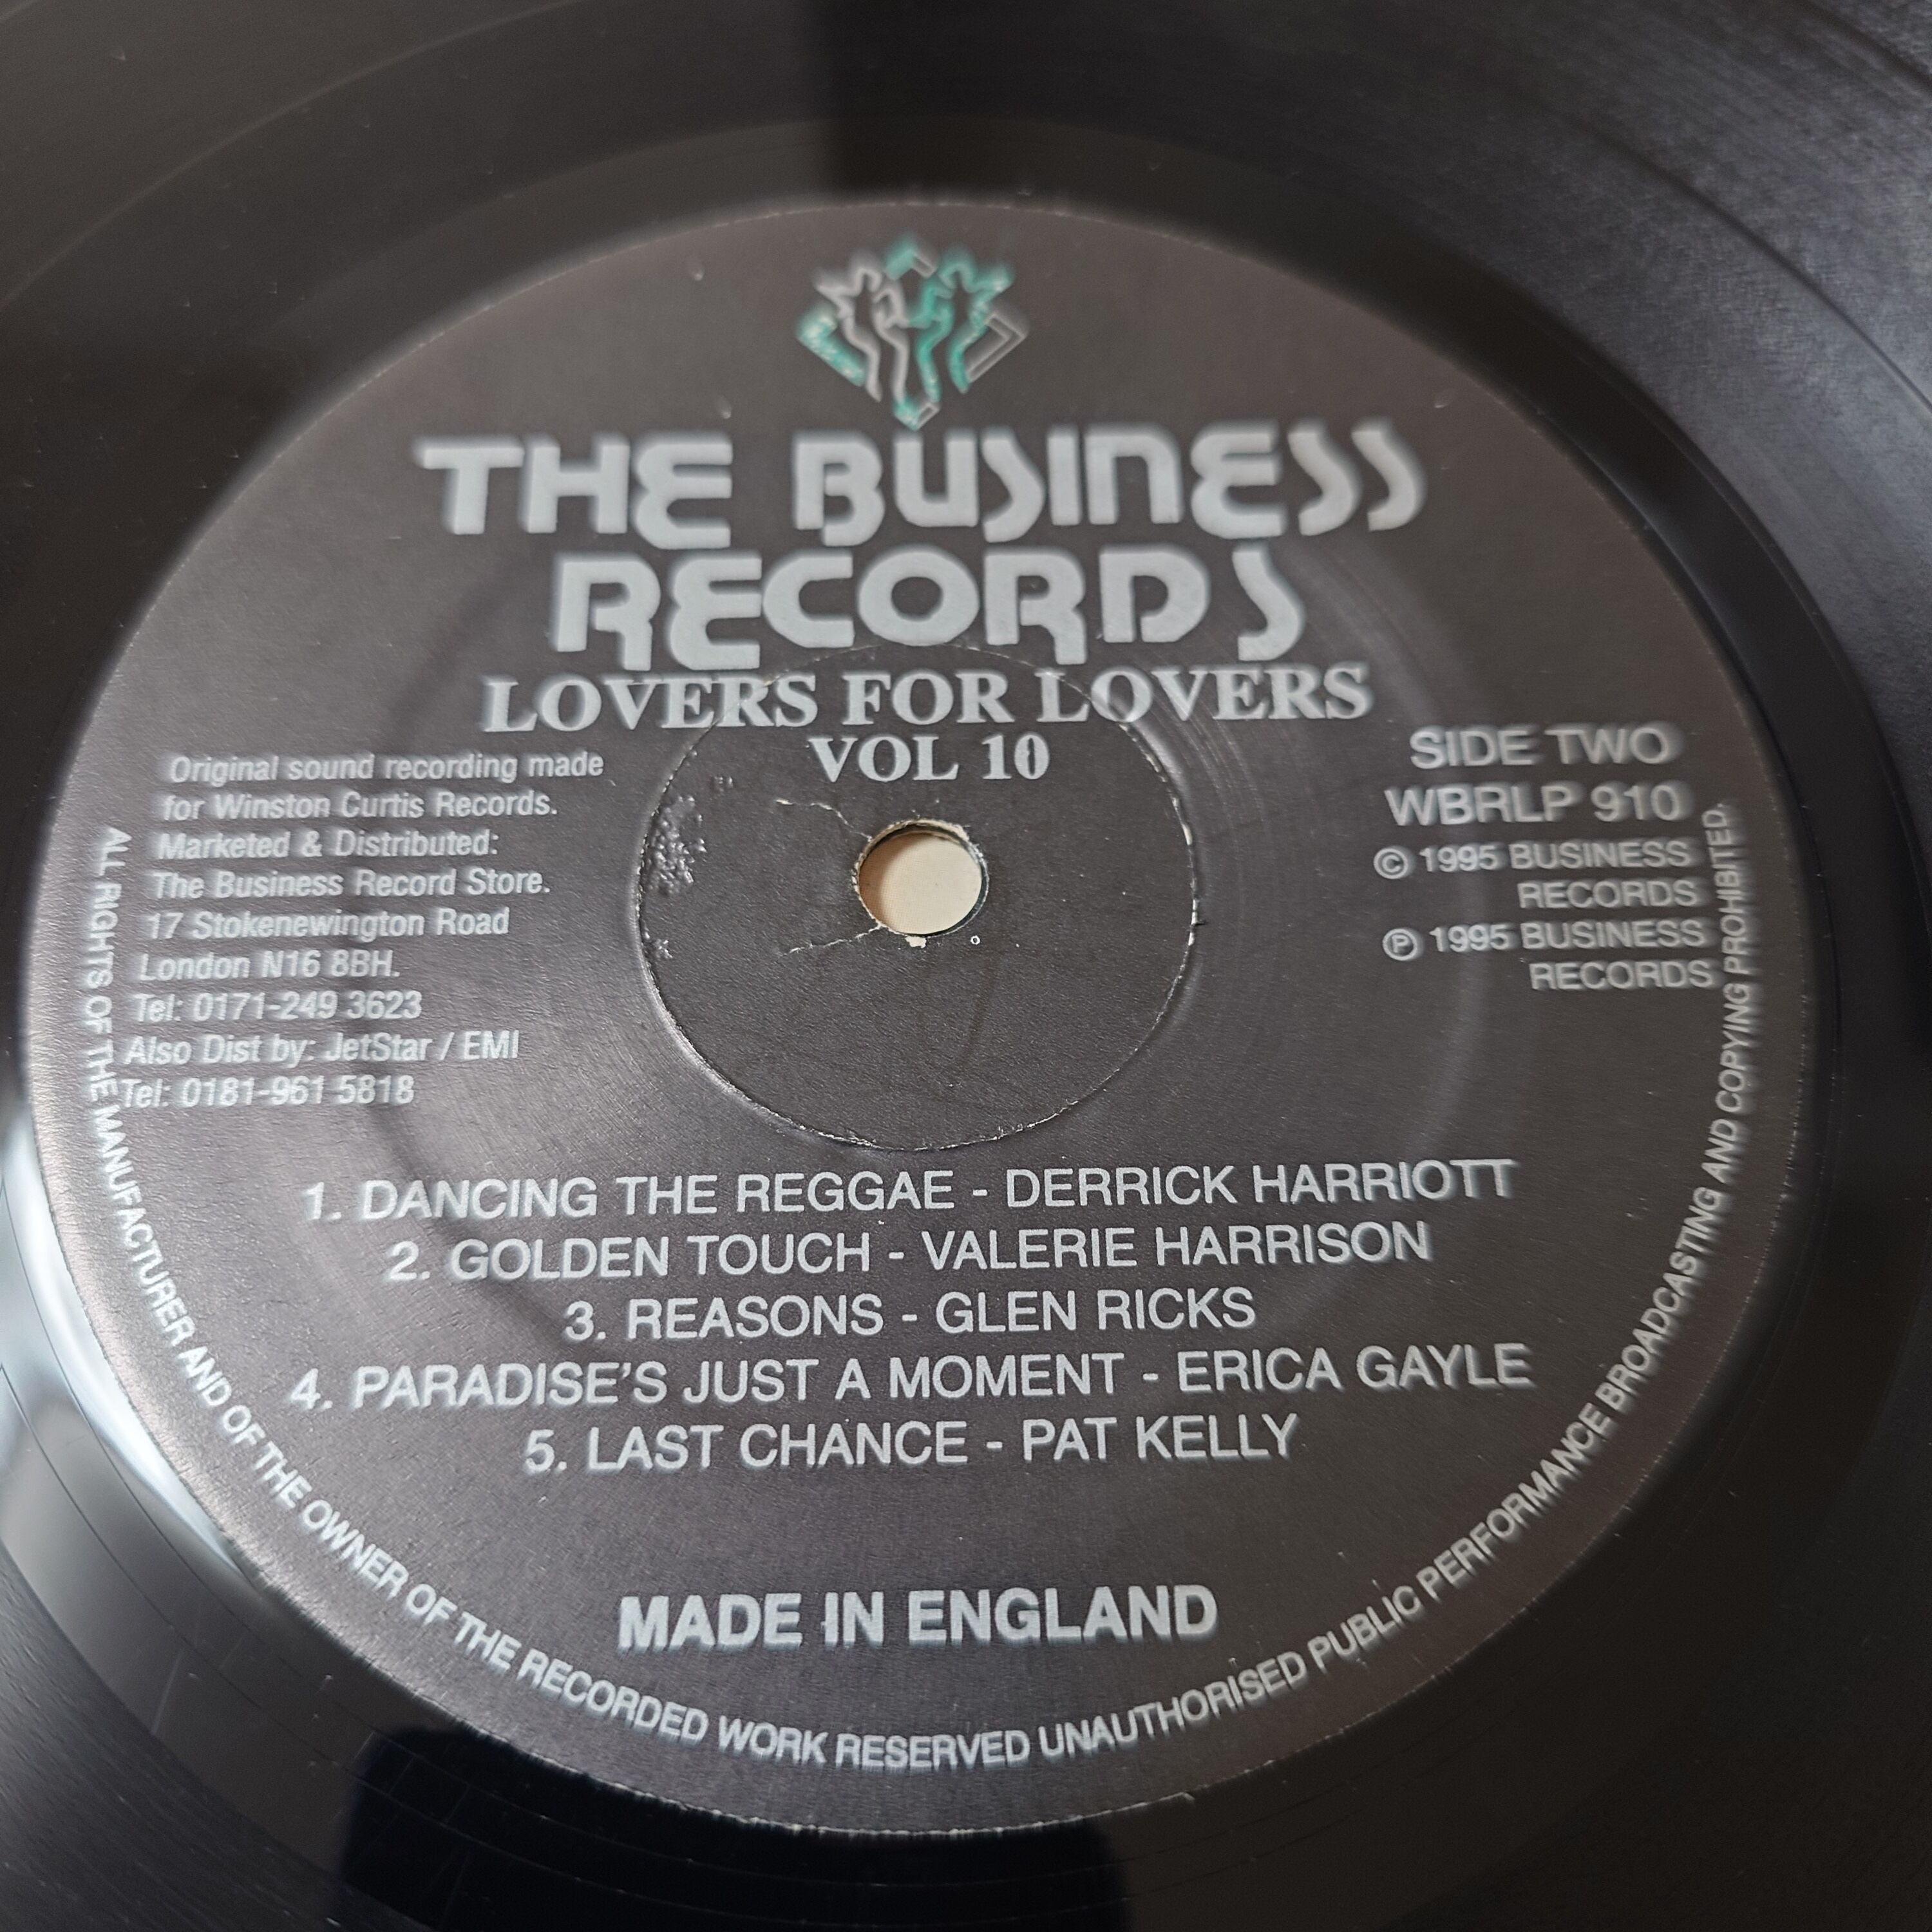 THE BUSINESS
RECORDS
LOVERS FOR LOVERS
VOL 10
Original sound recording made
for Winston Curtis Records.
Marketed & Distributed:
The Business Record Store.
17 Stokenewington Road
London N16 8BH.
Tel: 0171-249 3623
Also Dist by: JetStar / EMI
Tel: 0181-961 5818
SIDE TWO
WBRLP 910
© 1995 BUSINESS
RECORDS
℗ 1995 BUSINESS
RECORDS
1. DANCING THE REGGAE - DERRICK HARRIOTT
2. GOLDEN TOUCH - VALERIE HARRISON
3. REASONS - GLEN RICKS
4. PARADISE'S JUST A MOMENT - ERICA GAYLE
5. LAST CHANCE - PAT KELLY
MADE IN ENGLAND
ALL RIGHTS OF THE MANUFACTURER AND OF THE OWNER OF THE RECORDED WORK RESERVED UNAUTHORISED PUBLIC PERFORMANCE BROADCASTING AND COPYING PROHIBITED.